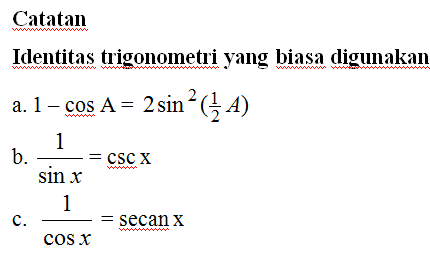 Catatan
Identitas trigonometri yang biasa digunakan
a. 1 – cos A = 2 sin² (½ A)
b. 1/sin x = csc x
c. 1/cos x = secan x